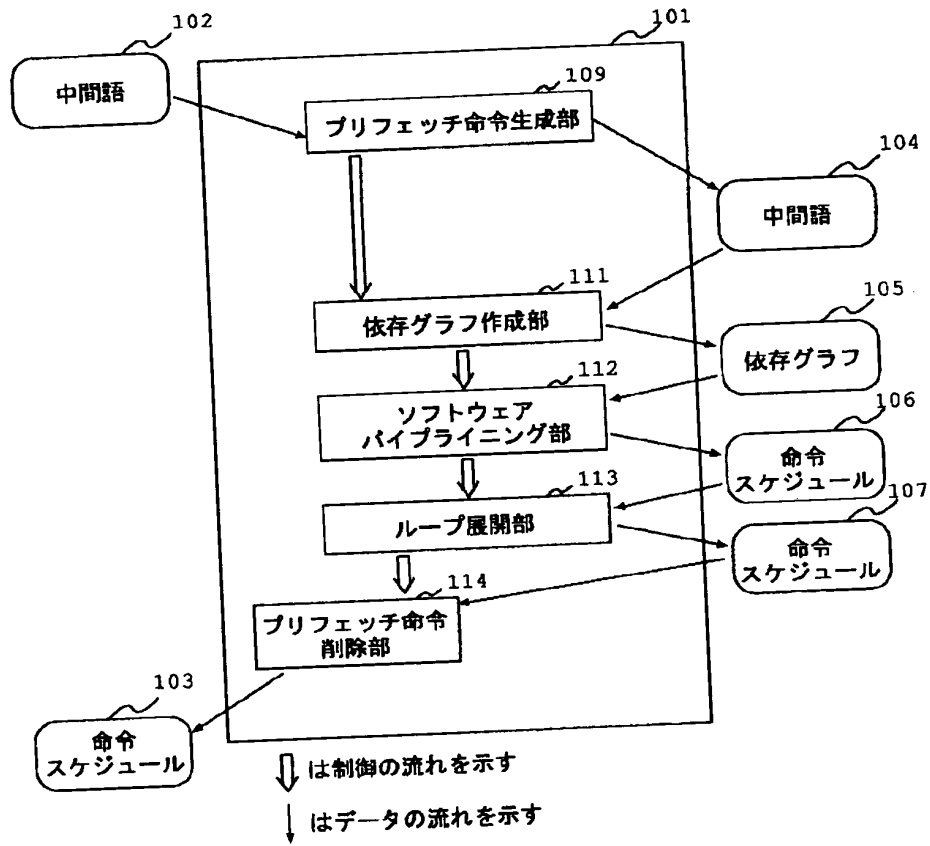 102
101
中間語
109
プリフェッチ命令生成部
104
中間語
111
依存グラフ作成部
105
依存グラフ
112
ソフトウェア
パイプライニング部
106
命令
スケジュール
113
ループ展開部
107
命令
スケジュール
114
プリフェッチ命令
削除部
103
命令
スケジュール
は制御の流れを示す
はデータの流れを示す